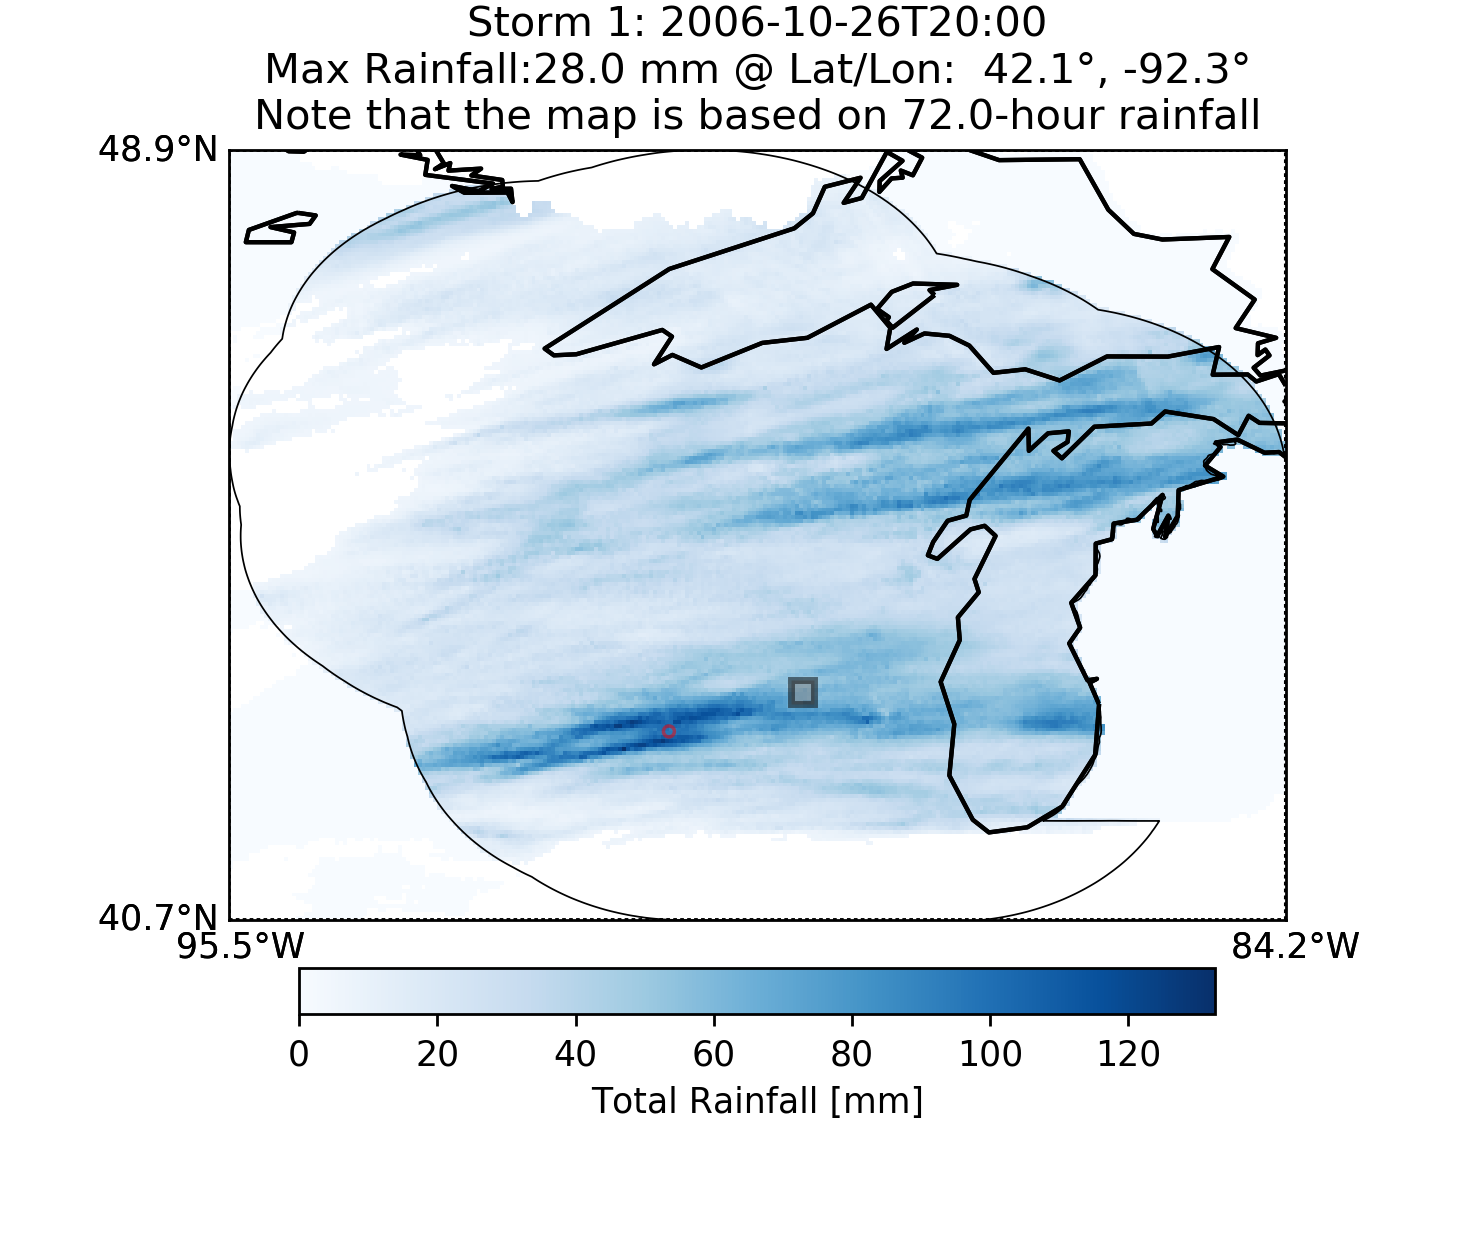 Storm 1: 2006-10-26T20:00
Max Rainfall:28.0 mm @ Lat/Lon:  42.1°, -92.3°
Note that the map is based on 72.0-hour rainfall
48.9°N
40.7°N
95.5°W 84.2°W
0 20 40 60 80 100 120
Total Rainfall [mm]